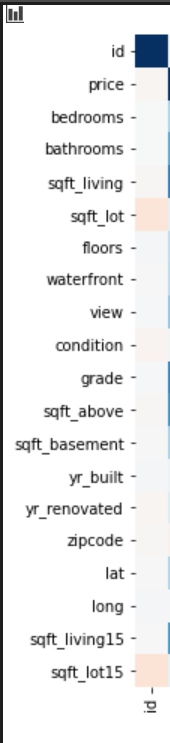 id
price
bedrooms
bathrooms
sqft_living
sqft_lot
floors
waterfront
view
condition
grade
sqft_above
sqft_basement
yr_built
yr_renovated
zipcode
lat
long
sqft_living15
sqft_lot15
id